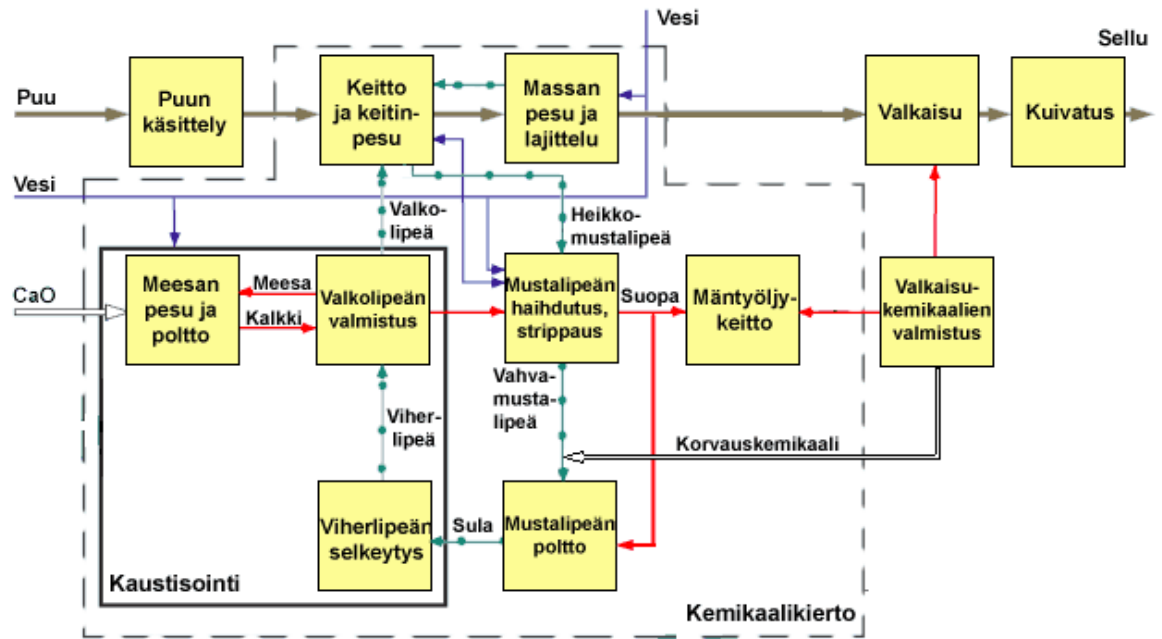 Vesi
Sellu
Puu
Puun
käsittely
Keitto
ja keitin-
pesu
Massan
pesu ja
lajittelu
Valkaisu
Kuivatus
Vesi
Valko-
lipeä
Heikko-
mustalipeä
CaO
Meesan
pesu ja
poltto
Meesa
Kalkki
Valkolipeän
valmistus
Mustalipeän
haihdutus,
strippaus
Suopa
Mäntyöljy-
keitto
Valkaisu-
kemikaalien
valmistus
Viher-
lipeä
Vahva-
musta-
lipeä
Korvauskemikaali
Viherlipeän
selkeytys
Sula
Mustalipeän
poltto
Kaustisointi
Kemikaalikierto